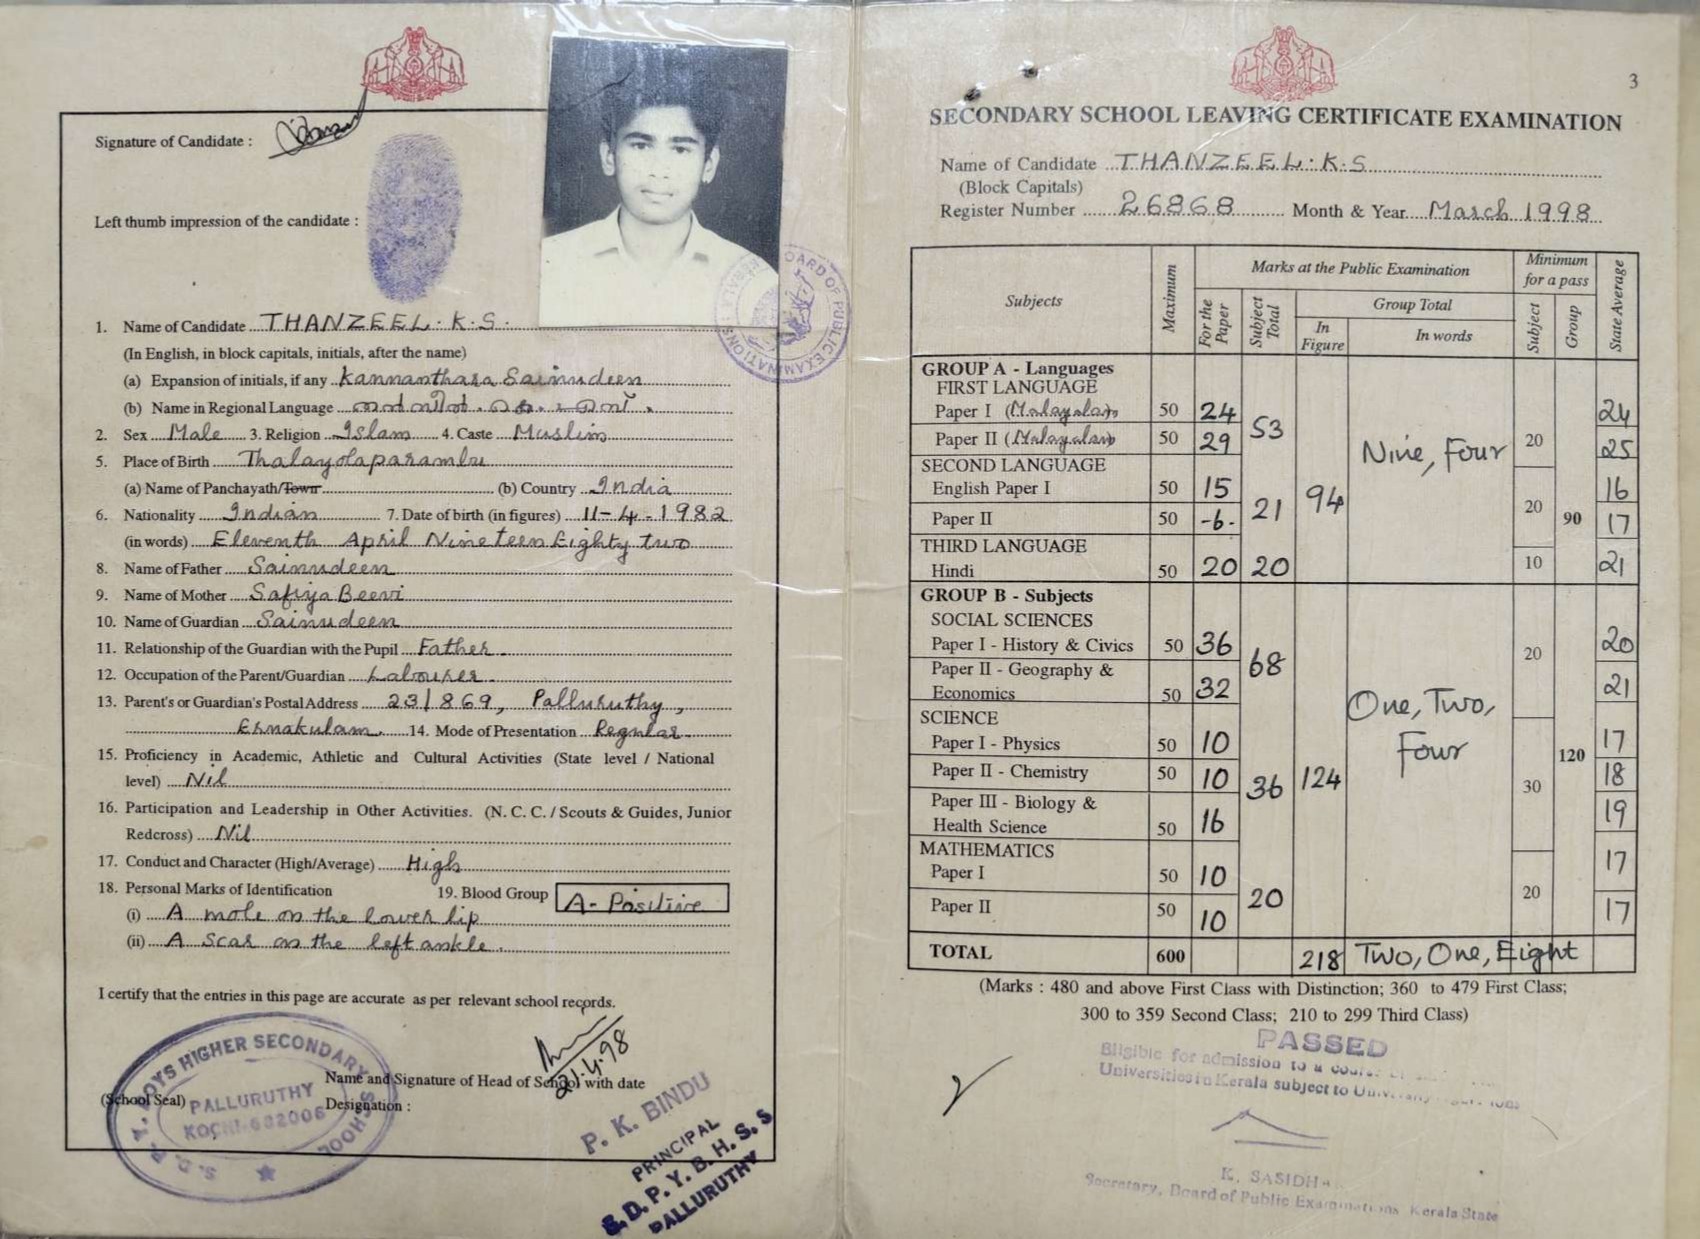 Signature of Candidate :
Left thumb impression of the candidate :
1. Name of Candidate THANZEEL. K.S.
(In English, in block capitals, initials, after the name)
(a) Expansion of initials, if any Kannanthara Sainudeen
(b) Name in Regional Language
2. Sex Male 3. Religion Islam 4. Caste Muslim
5. Place of Birth Thalayolaparambu
(a) Name of Panchayath/Town (b) Country India
6. Nationality Indian 7. Date of birth (in figures) 11-4-1982
(in words) Eleventh April Nineteen Eighty two
8. Name of Father Sainudeen
9. Name of Mother Safiya Beevi
10. Name of Guardian Sainudeen
11. Relationship of the Guardian with the Pupil Father
12. Occupation of the Parent/Guardian Labourer
13. Parent's or Guardian's Postal Address 23/869, Palluruthy,
Ernakulam. 14. Mode of Presentation Regular
15. Proficiency in Academic, Athletic and Cultural Activities (State level / National
level) Nil
16. Participation and Leadership in Other Activities. (N. C. C. / Scouts & Guides, Junior
Redcross) Nil
17. Conduct and Character (High/Average) High
18. Personal Marks of Identification 19. Blood Group A- Positive
(i) A mole on the lower lip
(ii) A scar on the left ankle.
I certify that the entries in this page are accurate as per relevant school records.
21.4.98
Name and Signature of Head of School with date
(School Seal) Designation :
S.D.P.Y. BOYS HIGHER SECONDARY SCHOOL
PALLURUTHY
KOCHI-682006
P. K. BINDU
PRINCIPAL
S. D. P. Y. B. H. S. S
PALLURUTHY
BOARD OF PUBLIC EXAMINATIONS KERALA
3
SECONDARY SCHOOL LEAVING CERTIFICATE EXAMINATION
Name of Candidate THANZEEL. K.S
(Block Capitals)
Register Number 26868 Month & Year March 1998
Subjects Maximum Marks at the Public Examination Minimum for a pass State Average
For the Paper Subject Total Group Total Subject Group
In Figure In words
GROUP A - Languages
FIRST LANGUAGE
Paper I (Malayalam) 50 24 53 20 24
Paper II (Malayalam) 50 29 25
SECOND LANGUAGE
English Paper I 50 15 21 94 Nine, Four 20 90 16
Paper II 50 -6- 17
THIRD LANGUAGE
Hindi 50 20 20 10 21
GROUP B - Subjects
SOCIAL SCIENCES
Paper I - History & Civics 50 36 68 20 20
Paper II - Geography &
Economics 50 32 21
SCIENCE
Paper I - Physics 50 10 17
Paper II - Chemistry 50 10 36 124 One, Two, Four 30 120 18
Paper III - Biology &
Health Science 50 16 19
MATHEMATICS
Paper I 50 10 20 20 17
Paper II 50 10 17
TOTAL 600 218 Two, One, Eight
(Marks : 480 and above First Class with Distinction; 360 to 479 First Class;
300 to 359 Second Class; 210 to 299 Third Class)
PASSED
Eligible for admission to a course
Universities in Kerala subject to
K. SASIDH
Secretary, Board of Public Examinations Kerala State